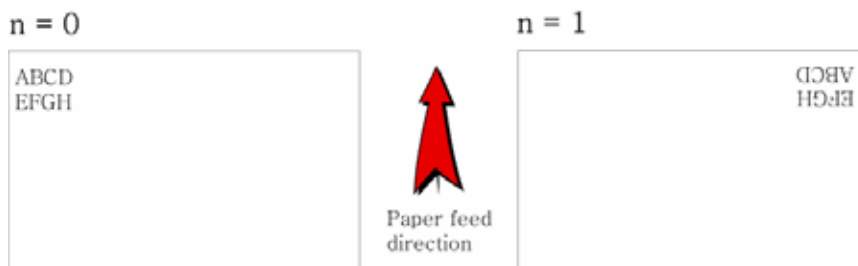 n = 0
ABCD
EFGH
Paper feed
direction
n = 1
ABCD
EFGH